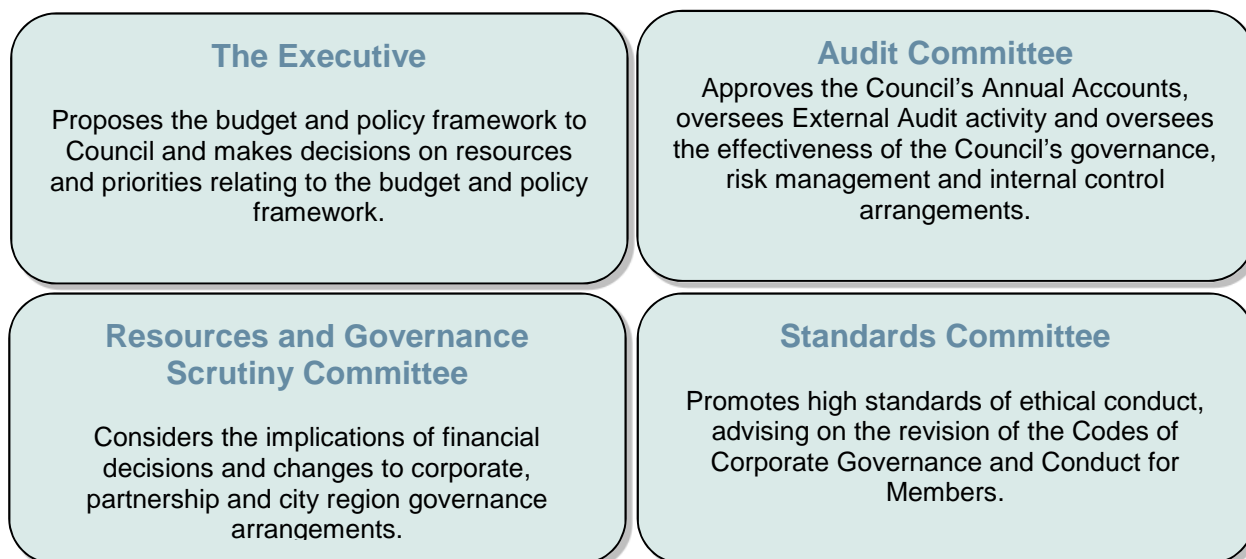 The Executive
Proposes the budget and policy framework to
Council and makes decisions on resources
and priorities relating to the budget and policy
framework.
Audit Committee
Approves the Council’s Annual Accounts,
oversees External Audit activity and oversees
the effectiveness of the Council’s governance,
risk management and internal control
arrangements.
Resources and Governance
Scrutiny Committee
Considers the implications of financial
decisions and changes to corporate,
partnership and city region governance
arrangements.
Standards Committee
Promotes high standards of ethical conduct,
advising on the revision of the Codes of
Corporate Governance and Conduct for
Members.